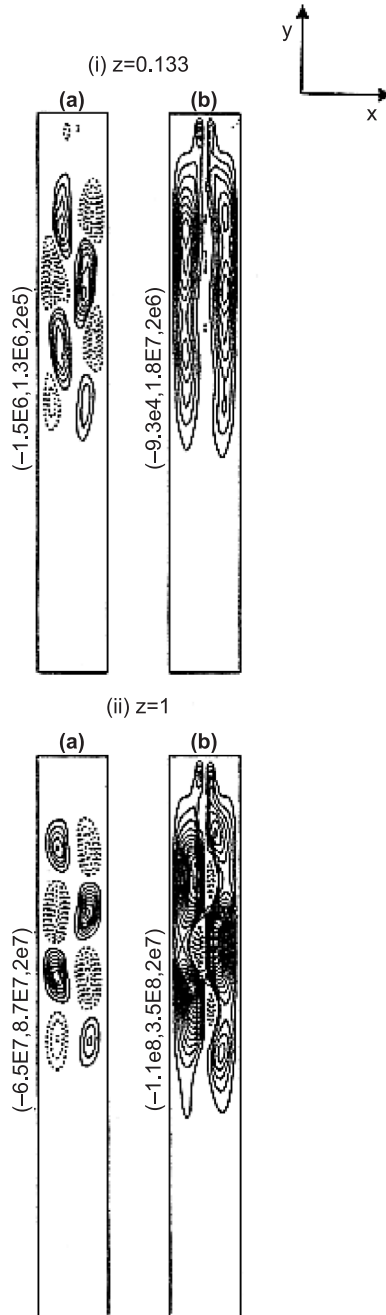 y
x
(i) z=0.133
(a) (b)
(−1.5E6,1.3E6,2e5)
(−9.3e4,1.8E7,2e6)
(ii) z=1
(a) (b)
(−6.5E7,8.7E7,2e7)
(−1.1e8,3.5E8,2e7)